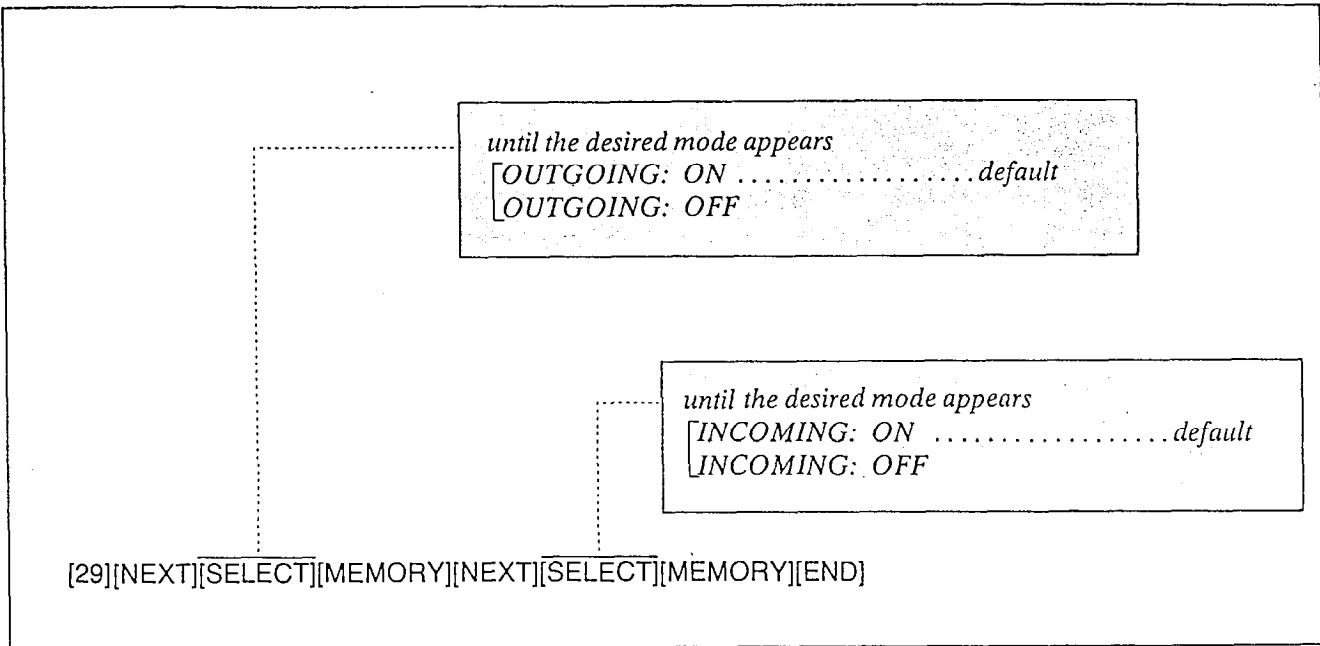 until the desired mode appears
OUTGOING: ON ...................default
OUTGOING: OFF
until the desired mode appears
INCOMING: ON ..................default
INCOMING: OFF
[29][NEXT][SELECT][MEMORY][NEXT][SELECT][MEMORY][END]